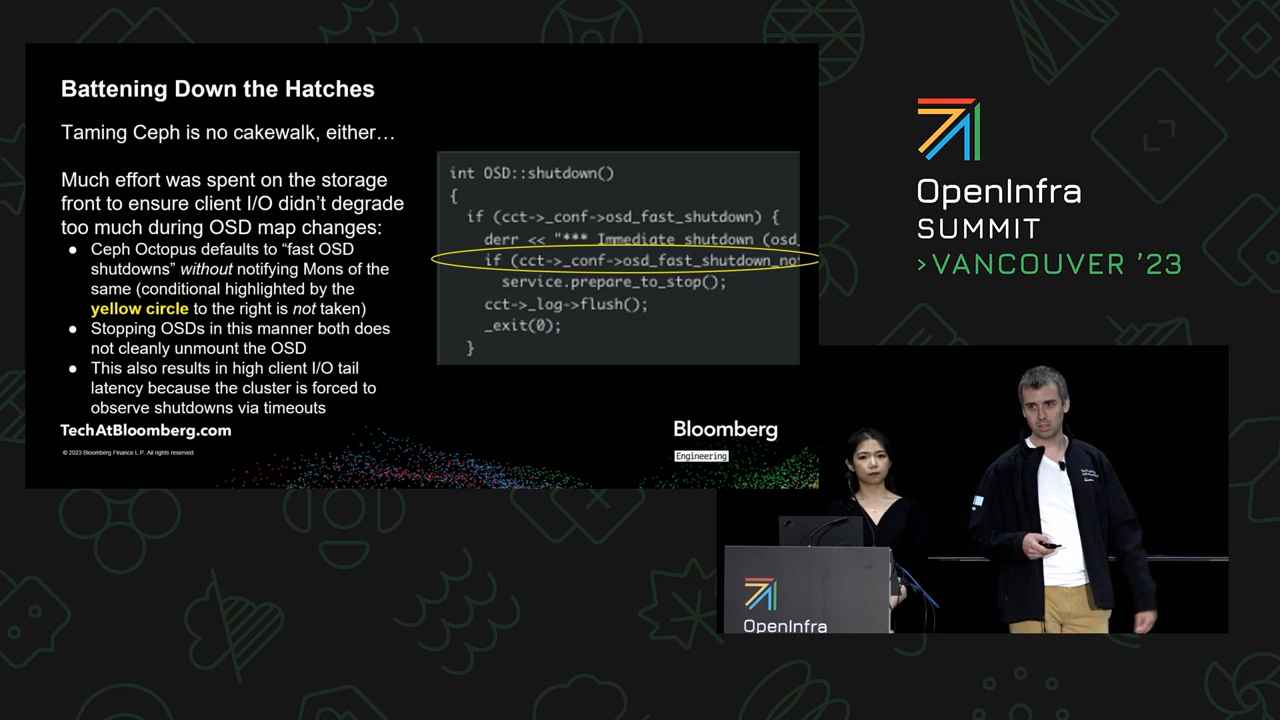 Battening Down the Hatches
Taming Ceph is no cakewalk, either…
Much effort was spent on the storage
front to ensure client I/O didn’t degrade
too much during OSD map changes:
● Ceph Octopus defaults to “fast OSD
shutdowns” without notifying Mons of the
same (conditional highlighted by the
yellow circle to the right is not taken)
● Stopping OSDs in this manner both does
not cleanly unmount the OSD
● This also results in high client I/O tail
latency because the cluster is forced to
observe shutdowns via timeouts
int OSD::shutdown()
{
if (cct->_conf->osd_fast_shutdown) {
derr << "*** Immediate shutdown (osd_
if (cct->_conf->osd_fast_shutdown_no
service.prepare_to_stop();
cct->_log->flush();
_exit(0);
}
TechAtBloomberg.com
© 2023 Bloomberg Finance L.P. All rights reserved.
Bloomberg
Engineering
OpenInfra
SUMMIT
>VANCOUVER ’23
OpenInfra